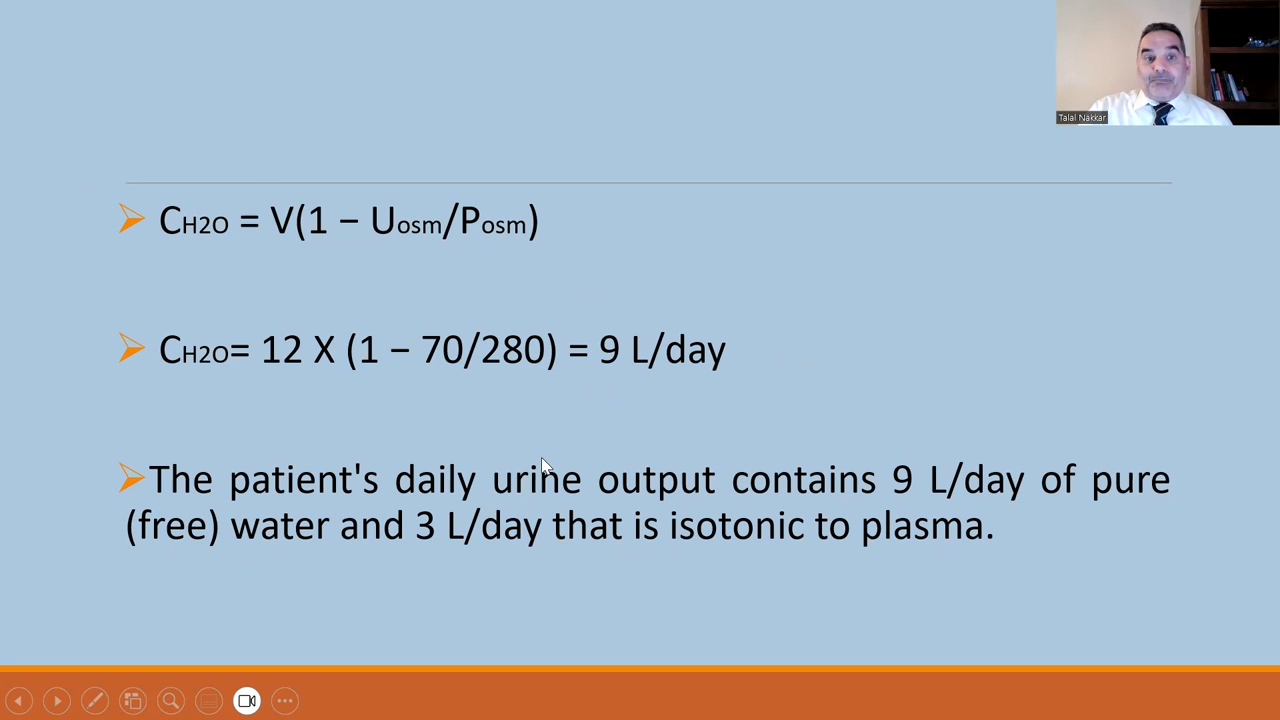 Talal Nakkar
CH2O = V(1 − Uosm/Posm)
CH2O= 12 X (1 − 70/280) = 9 L/day
The patient's daily urine output contains 9 L/day of pure
(free) water and 3 L/day that is isotonic to plasma.